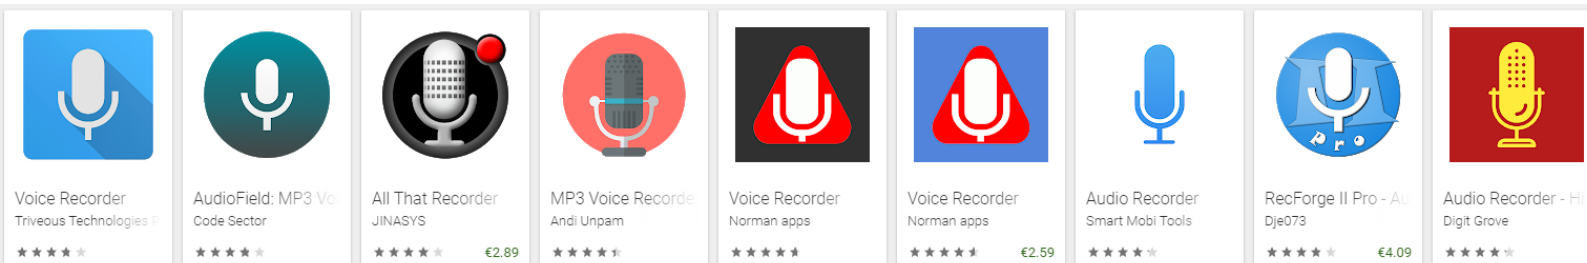 Voice Recorder
Triveous Technologies P
AudioField: MP3 Vo
Code Sector
All That Recorder
JINASYS
€2.89
MP3 Voice Recorde
Andi Unpam
Voice Recorder
Norman apps
Voice Recorder
Norman apps
€2.59
Audio Recorder
Smart Mobi Tools
Pro
RecForge II Pro - Au
Dje073
€4.09
Audio Recorder - Hi
Digit Grove